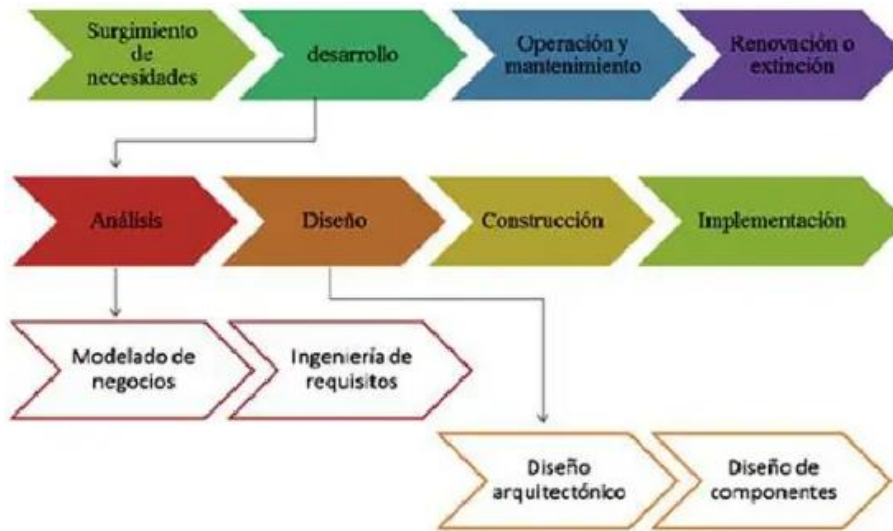 Surgimiento
de
necesidades
desarrollo
Operación y
mantenimiento
Renovación o
extinción
Análisis
Diseño
Construcción
Implementación
Modelado de
negocios
Ingeniería de
requisitos
Diseño
arquitectónico
Diseño de
componentes